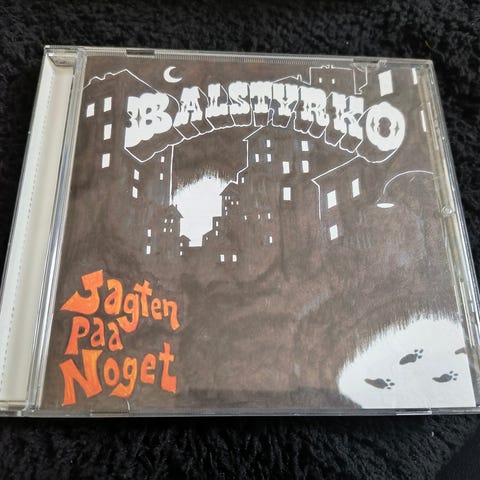 BALSTYRKO
Jagten
Paa
Noget